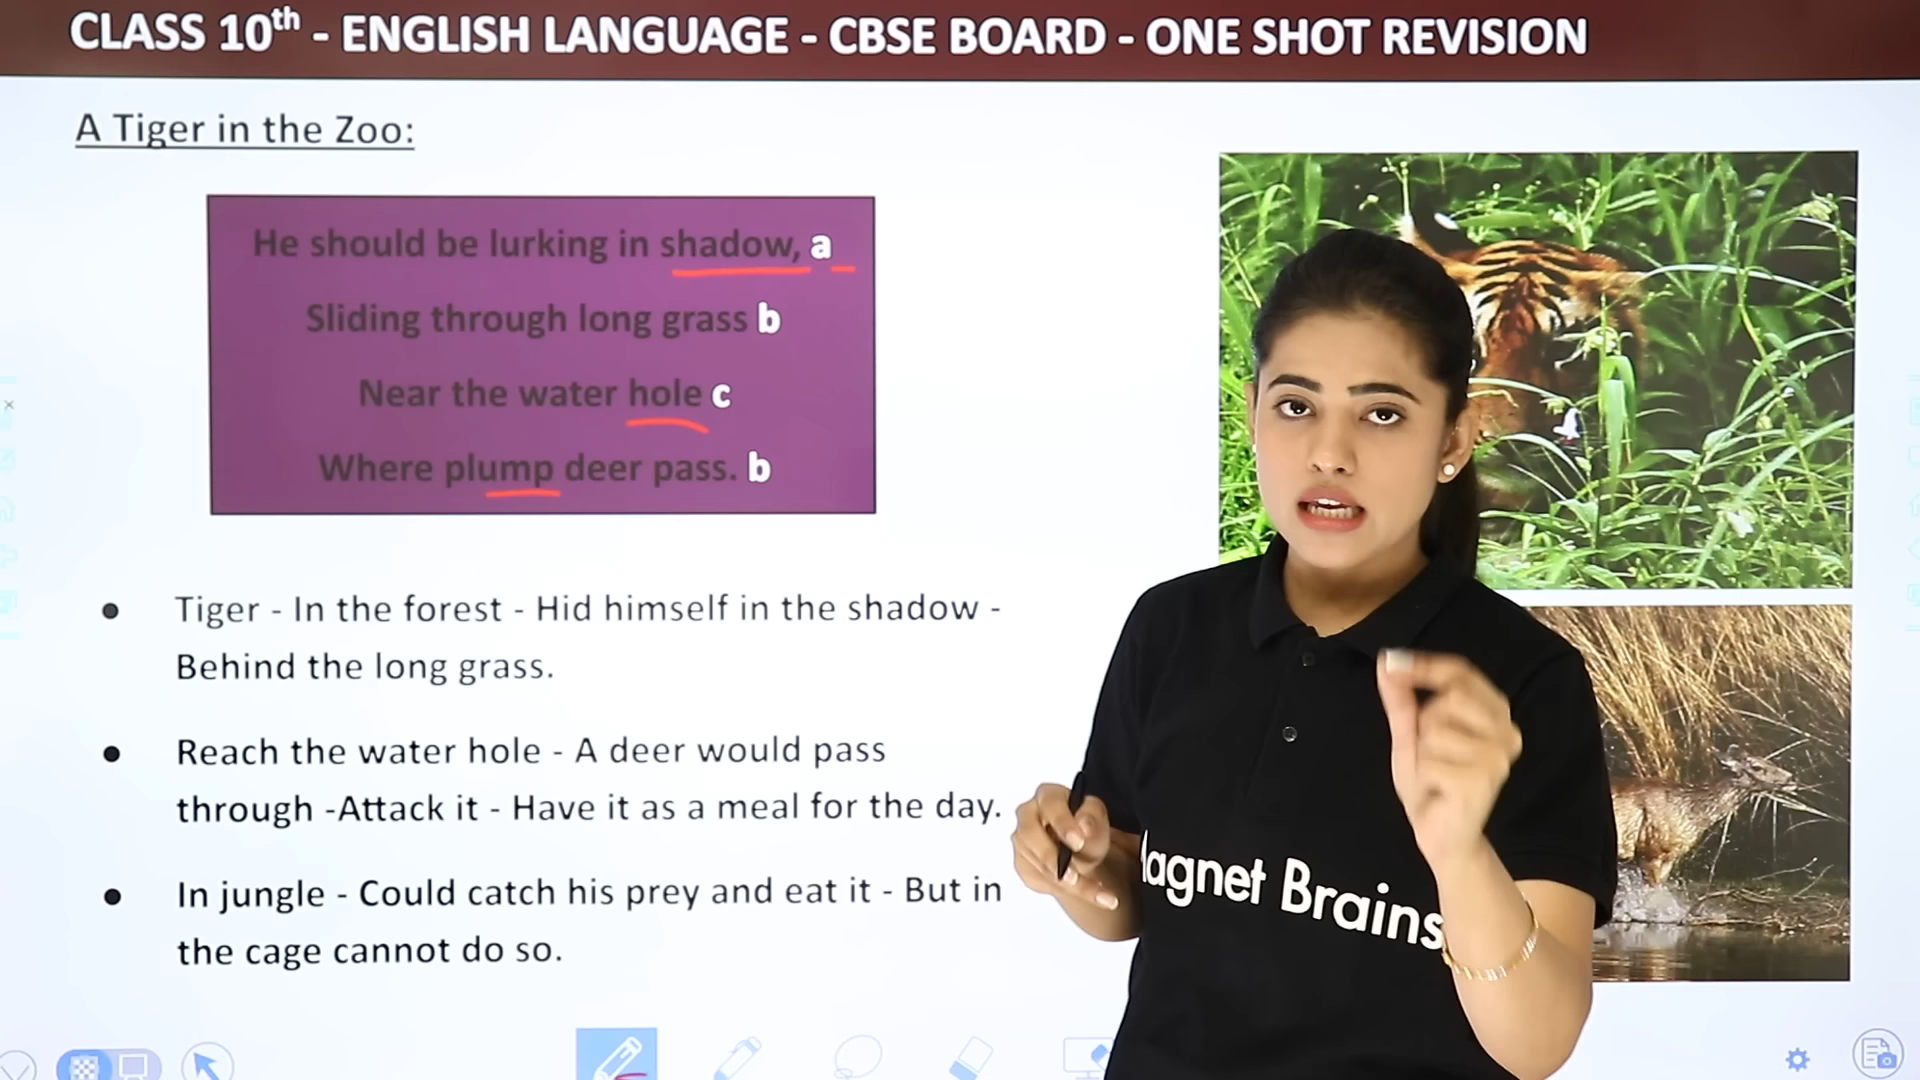 CLASS 10th - ENGLISH LANGUAGE - CBSE BOARD - ONE SHOT REVISION
A Tiger in the Zoo:
He should be lurking in shadow, a
Sliding through long grass b
Near the water hole c
Where plump deer pass. b
• Tiger - In the forest - Hid himself in the shadow -
Behind the long grass.
• Reach the water hole - A deer would pass
through -Attack it - Have it as a meal for the day.
• In jungle - Could catch his prey and eat it - But in
the cage cannot do so.
agnet Brains